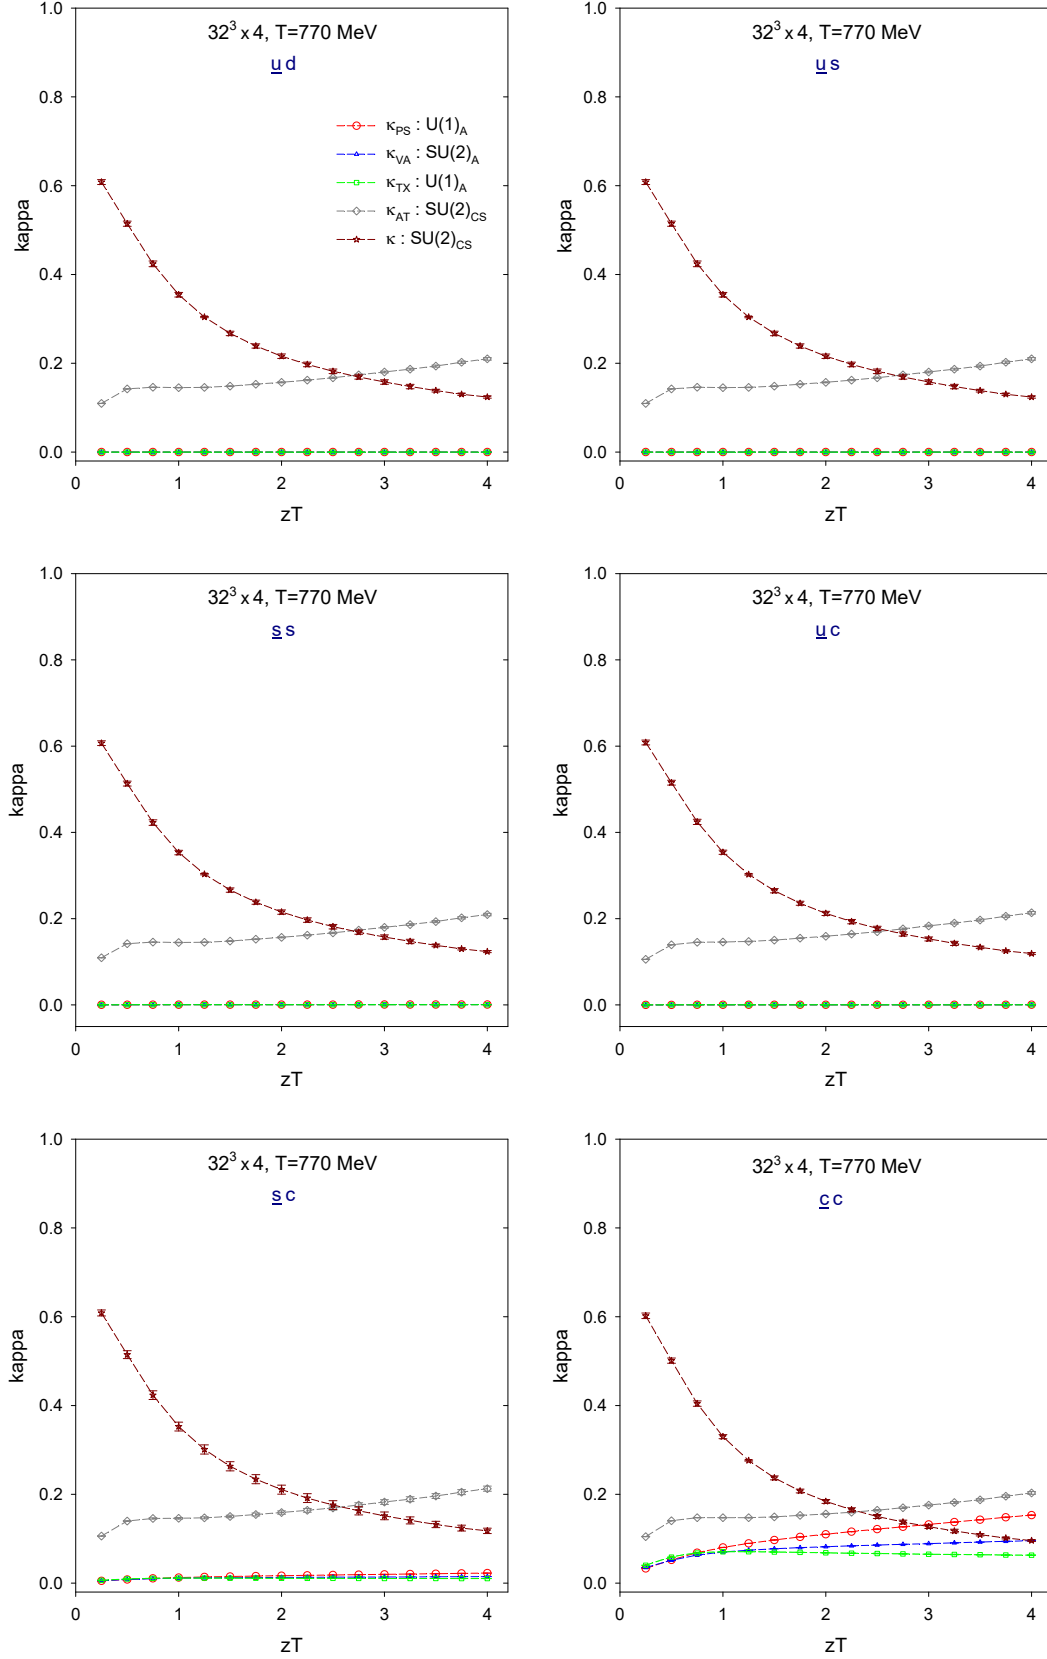 32³ x 4, T=770 MeV
u d
κPS : U(1)A
κVA : SU(2)A
κTX : U(1)A
κAT : SU(2)CS
κ : SU(2)CS
kappa
1.0
0.8
0.6
0.4
0.2
0.0
0 1 2 3 4
zT
32³ x 4, T=770 MeV
u s
kappa
1.0
0.8
0.6
0.4
0.2
0.0
0 1 2 3 4
zT
32³ x 4, T=770 MeV
s s
kappa
1.0
0.8
0.6
0.4
0.2
0.0
0 1 2 3 4
zT
32³ x 4, T=770 MeV
u c
kappa
1.0
0.8
0.6
0.4
0.2
0.0
0 1 2 3 4
zT
32³ x 4, T=770 MeV
s c
kappa
1.0
0.8
0.6
0.4
0.2
0.0
0 1 2 3 4
zT
32³ x 4, T=770 MeV
c c
kappa
1.0
0.8
0.6
0.4
0.2
0.0
0 1 2 3 4
zT